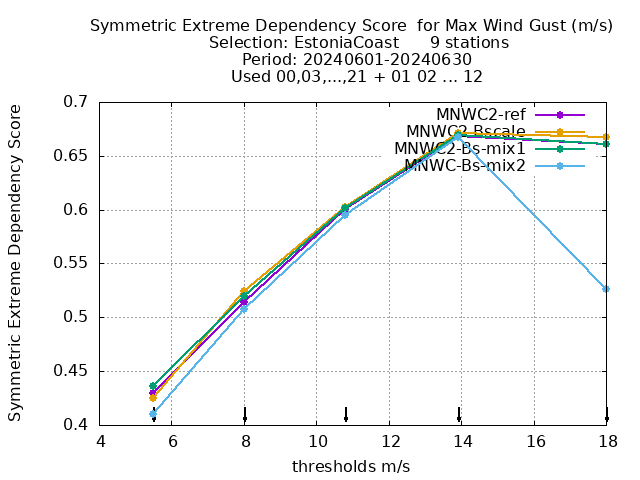 Symmetric Extreme Dependency Score  for Max Wind Gust (m/s)
Selection: EstoniaCoast      9 stations
Period: 20240601-20240630
Used 00,03,...,21 + 01 02 ... 12
Symmetric Extreme Dependency Score
0.7
0.65
0.6
0.55
0.5
0.45
0.4
MNWC2-ref
MNWC2-Bscale
MNWC2-Bs-mix1
MNWC-Bs-mix2
4 6 8 10 12 14 16 18
thresholds m/s